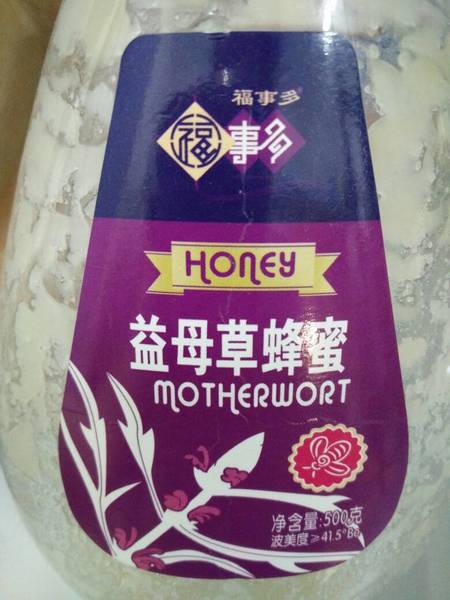 福事多
福事多
HONEY
益母草蜂蜜
MOTHERWORT
净含量:500克
波美度≥41.5°Bé